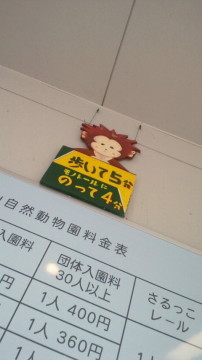 歩いて5分
モノレールに
のって4分
自然動物園料金表
入園料
団体入園料
30人以上
さるっこ
レール
円
1人 400円
1人
円
1人 360円